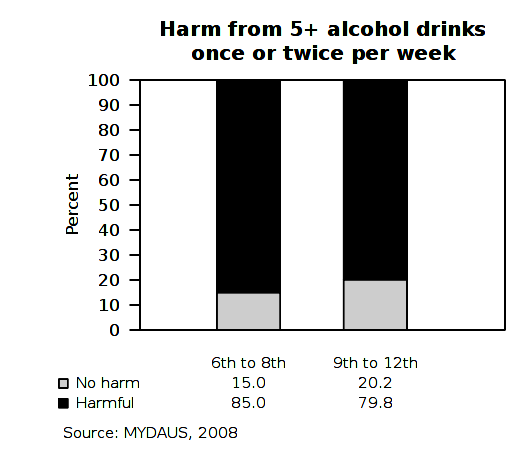 Harm from 5+ alcohol drinks
once or twice per week
100
90
80
70
60
50
40
30
20
10
0
Percent
6th to 8th 9th to 12th
No harm 15.0 20.2
Harmful 85.0 79.8
Source: MYDAUS, 2008